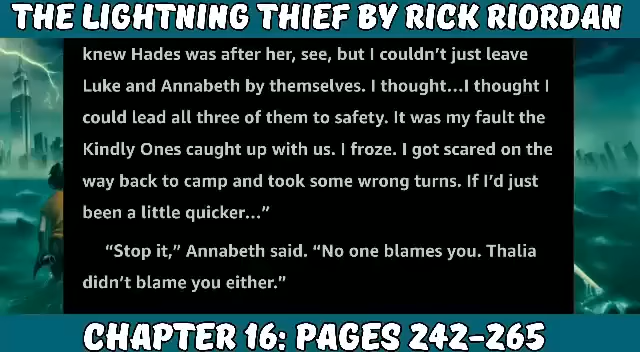 THE LIGHTNING THIEF BY RICK RIORDAN
knew Hades was after her, see, but I couldn’t just leave
Luke and Annabeth by themselves. I thought…I thought I
could lead all three of them to safety. It was my fault the
Kindly Ones caught up with us. I froze. I got scared on the
way back to camp and took some wrong turns. If I’d just
been a little quicker…”
“Stop it,” Annabeth said. “No one blames you. Thalia
didn’t blame you either.”
CHAPTER 16: PAGES 242-265